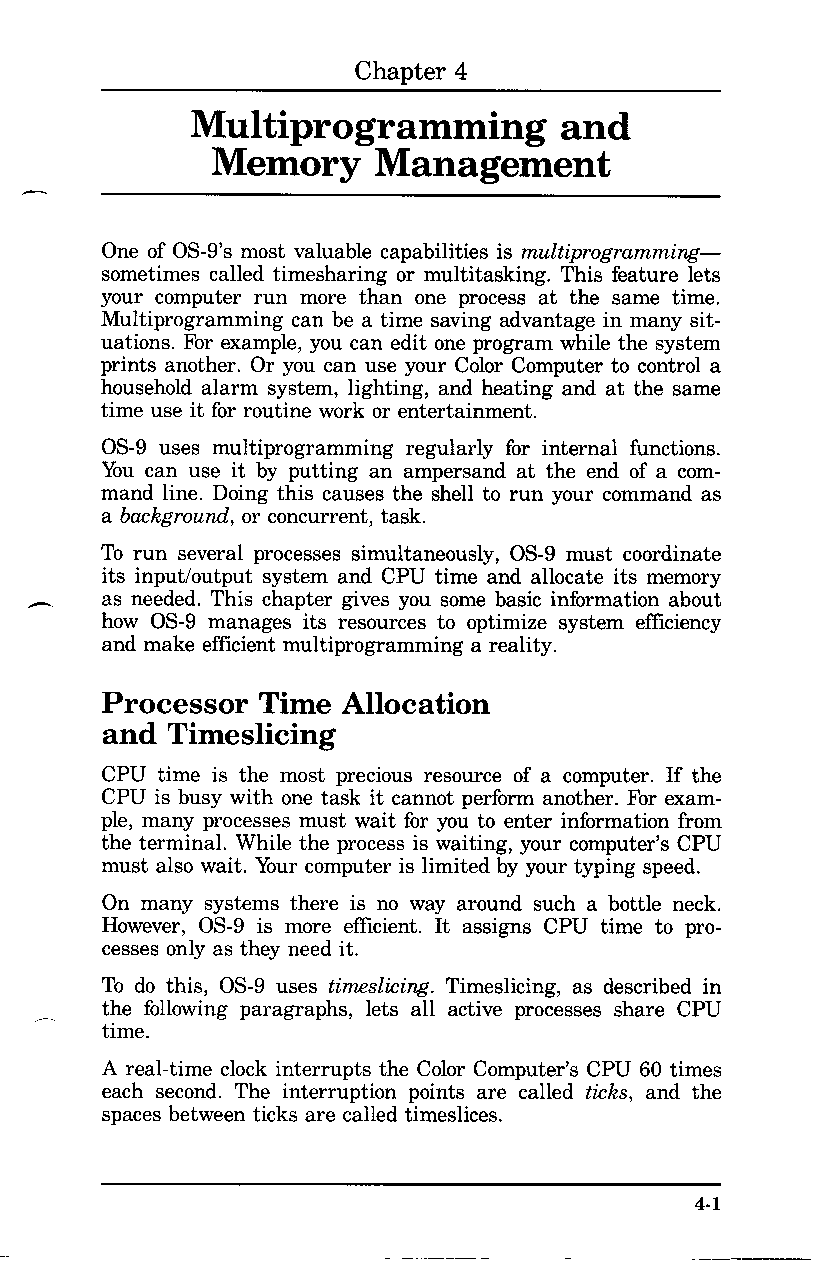 Chapter 4
Multiprogramming and
Memory Management
One of OS-9's most valuable capabilities is multiprogramming—
sometimes called timesharing or multitasking. This feature lets
your computer run more than one process at the same time.
Multiprogramming can be a time saving advantage in many sit-
uations. For example, you can edit one program while the system
prints another. Or you can use your Color Computer to control a
household alarm system, lighting, and heating and at the same
time use it for routine work or entertainment.
OS-9 uses multiprogramming regularly for internal functions.
You can use it by putting an ampersand at the end of a com-
mand line. Doing this causes the shell to run your command as
a background, or concurrent, task.
To run several processes simultaneously, OS-9 must coordinate
its input/output system and CPU time and allocate its memory
as needed. This chapter gives you some basic information about
how OS-9 manages its resources to optimize system efficiency
and make efficient multiprogramming a reality.
Processor Time Allocation
and Timeslicing
CPU time is the most precious resource of a computer. If the
CPU is busy with one task it cannot perform another. For exam-
ple, many processes must wait for you to enter information from
the terminal. While the process is waiting, your computer's CPU
must also wait. Your computer is limited by your typing speed.
On many systems there is no way around such a bottle neck.
However, OS-9 is more efficient. It assigns CPU time to pro-
cesses only as they need it.
To do this, OS-9 uses timeslicing. Timeslicing, as described in
the following paragraphs, lets all active processes share CPU
time.
A real-time clock interrupts the Color Computer's CPU 60 times
each second. The interruption points are called ticks, and the
spaces between ticks are called timeslices.
4-1